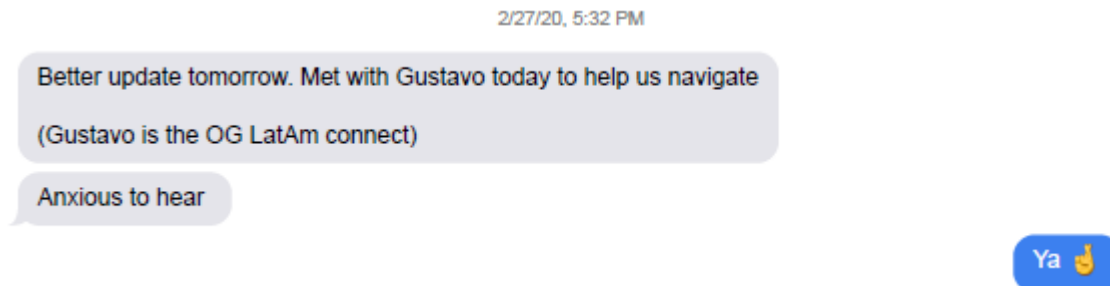 2/27/20, 5:32 PM
Better update tomorrow. Met with Gustavo today to help us navigate
(Gustavo is the OG LatAm connect)
Anxious to hear
Ya 🤞